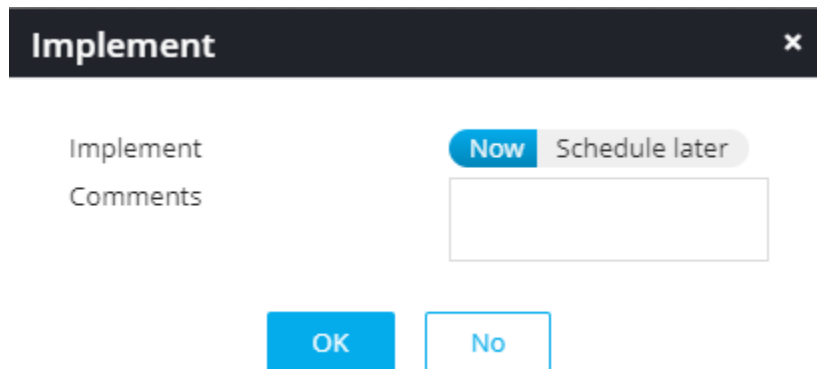 Implement ×
Implement Now Schedule later
Comments
OK No